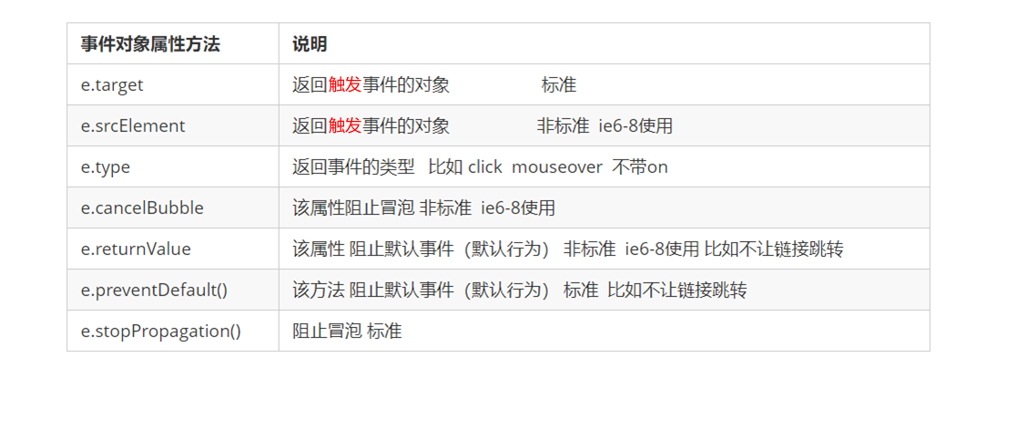 事件对象属性方法 说明
e.target 返回触发事件的对象 标准
e.srcElement 返回触发事件的对象 非标准 ie6-8使用
e.type 返回事件的类型 比如 click mouseover 不带on
e.cancelBubble 该属性阻止冒泡 非标准 ie6-8使用
e.returnValue 该属性 阻止默认事件（默认行为） 非标准 ie6-8使用 比如不让链接跳转
e.preventDefault() 该方法 阻止默认事件（默认行为） 标准 比如不让链接跳转
e.stopPropagation() 阻止冒泡 标准